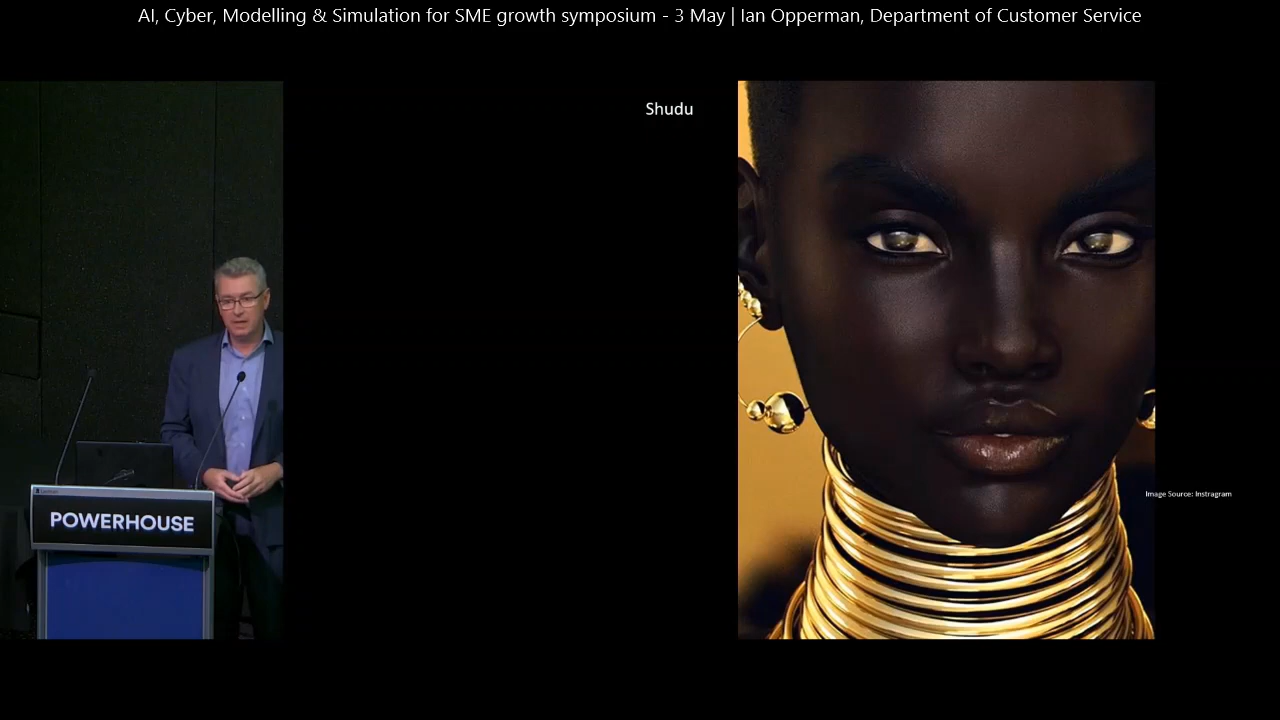 AI, Cyber, Modelling & Simulation for SME growth symposium - 3 May | Ian Opperman, Department of Customer Service
Shudu
Image Source: Instragram
POWERHOUSE